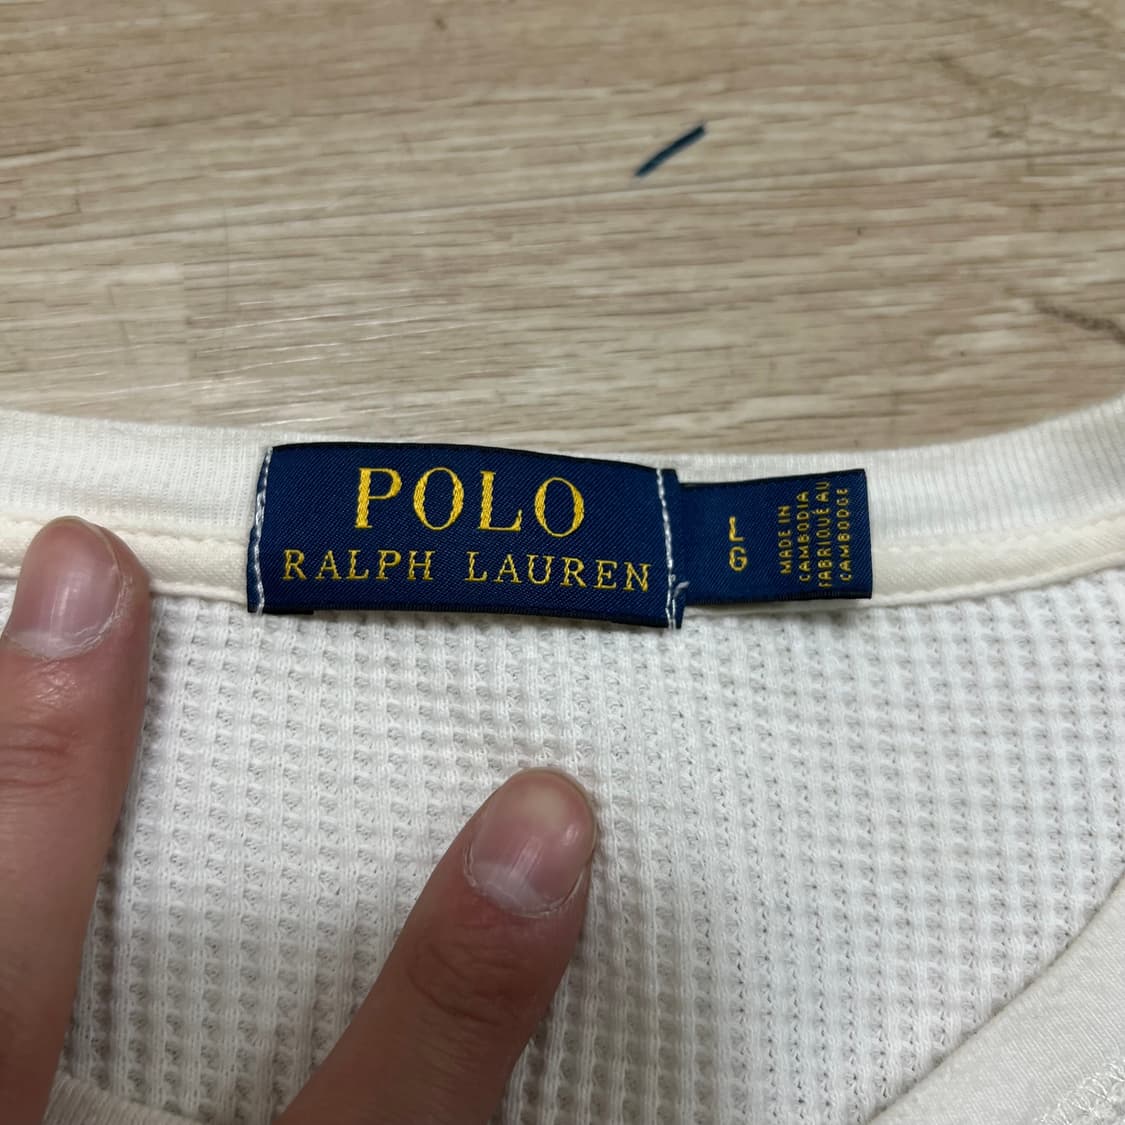 POLO
RALPH LAUREN
L
G
MADE IN
CAMBODIA
FABRIQUÉ AU
CAMBODGE